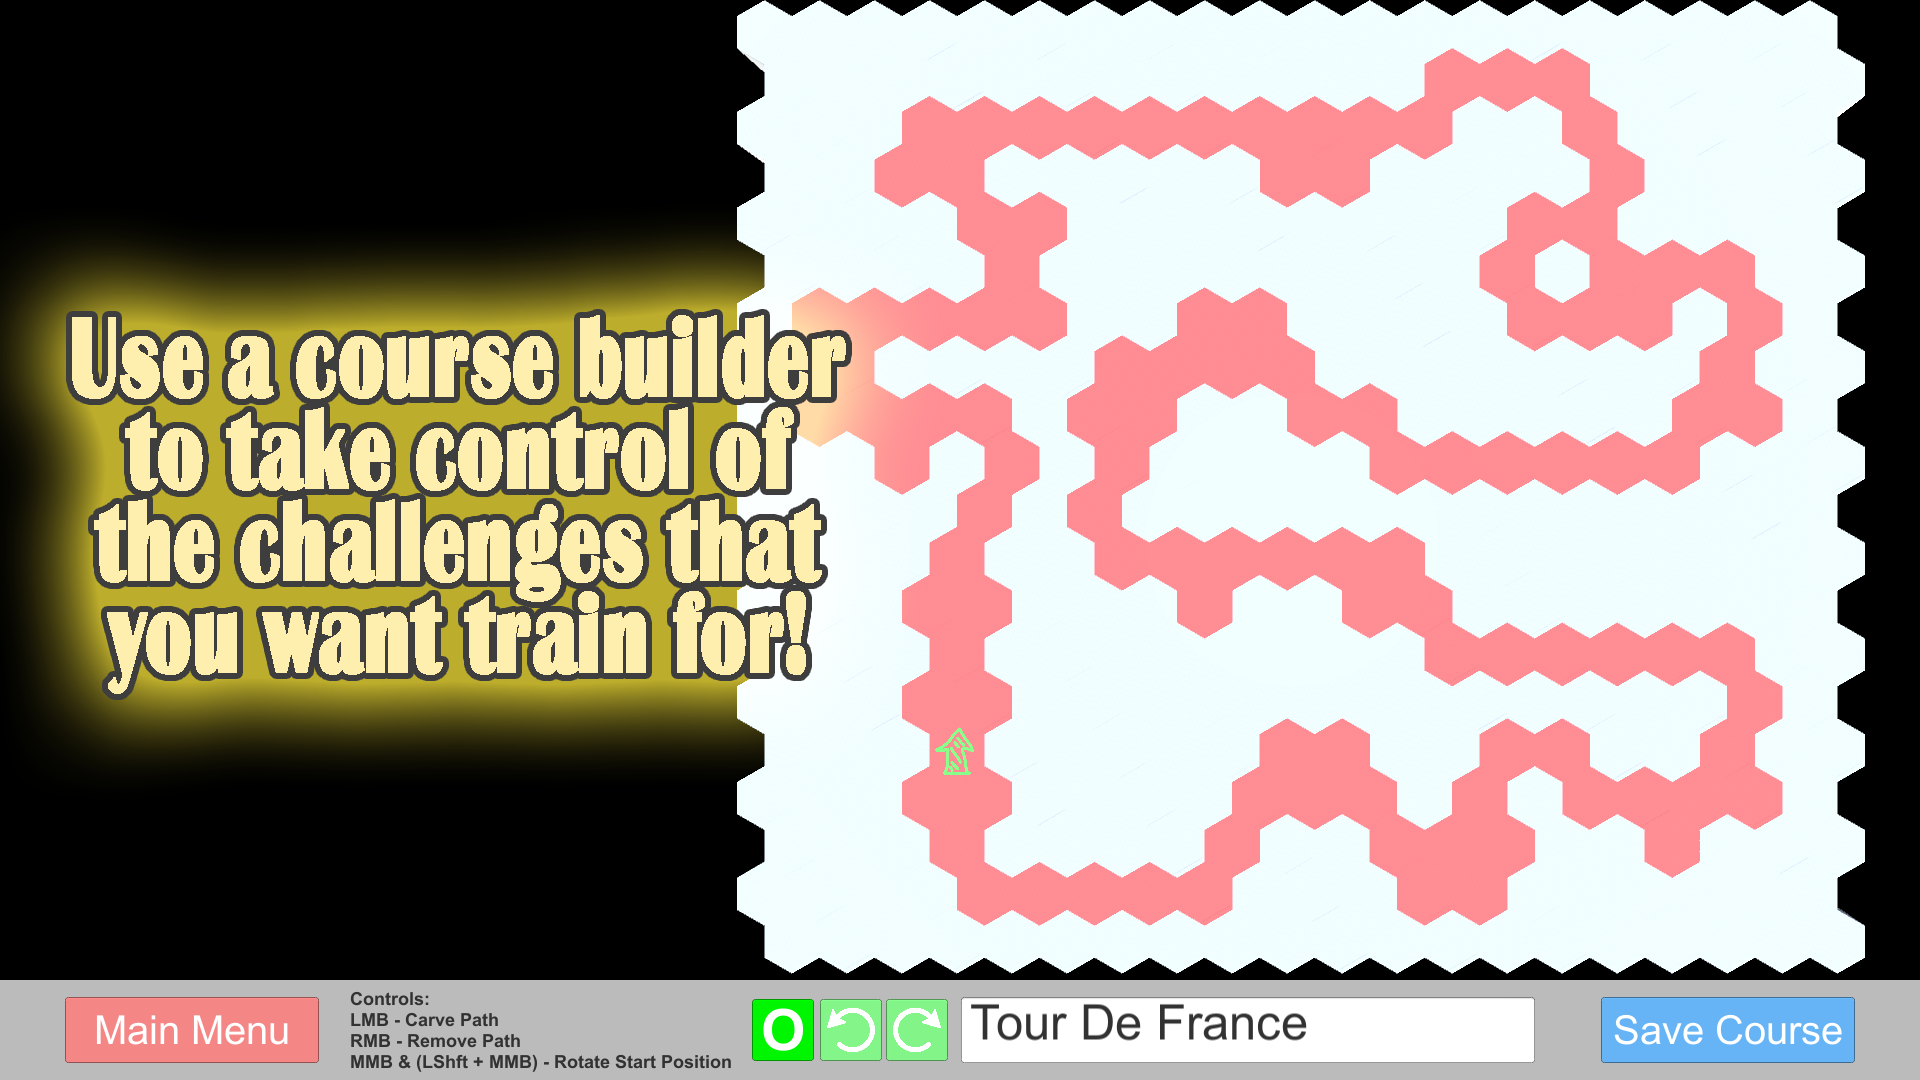 Use a course builder
to take control of
the challenges that
you want train for!
Main Menu
Controls:
LMB - Carve Path
RMB - Remove Path
MMB & (LShft + MMB) - Rotate Start Position
O
Tour De France
Save Course